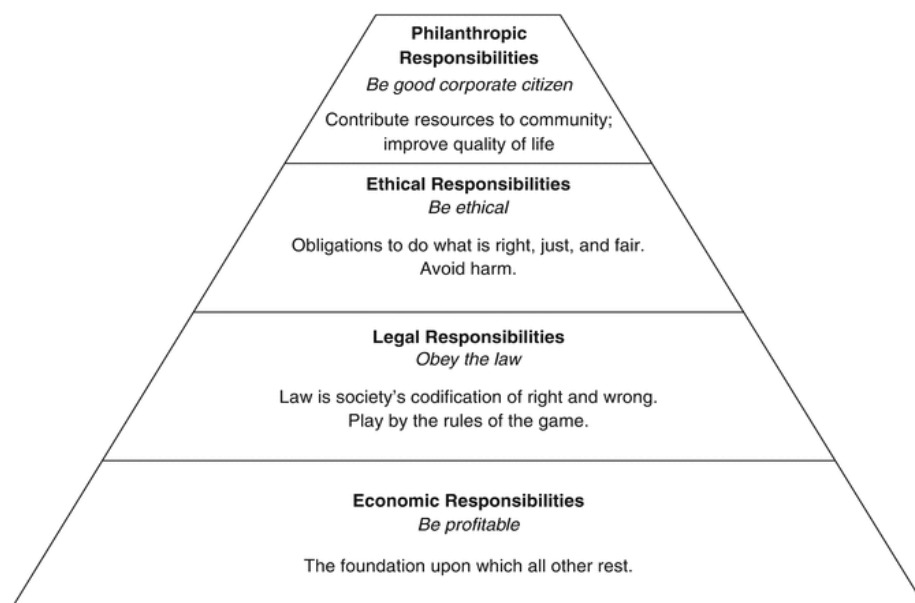 Philanthropic
Responsibilities
Be good corporate citizen
Contribute resources to community;
improve quality of life
Ethical Responsibilities
Be ethical
Obligations to do what is right, just, and fair.
Avoid harm.
Legal Responsibilities
Obey the law
Law is society's codification of right and wrong.
Play by the rules of the game.
Economic Responsibilities
Be profitable
The foundation upon which all other rest.